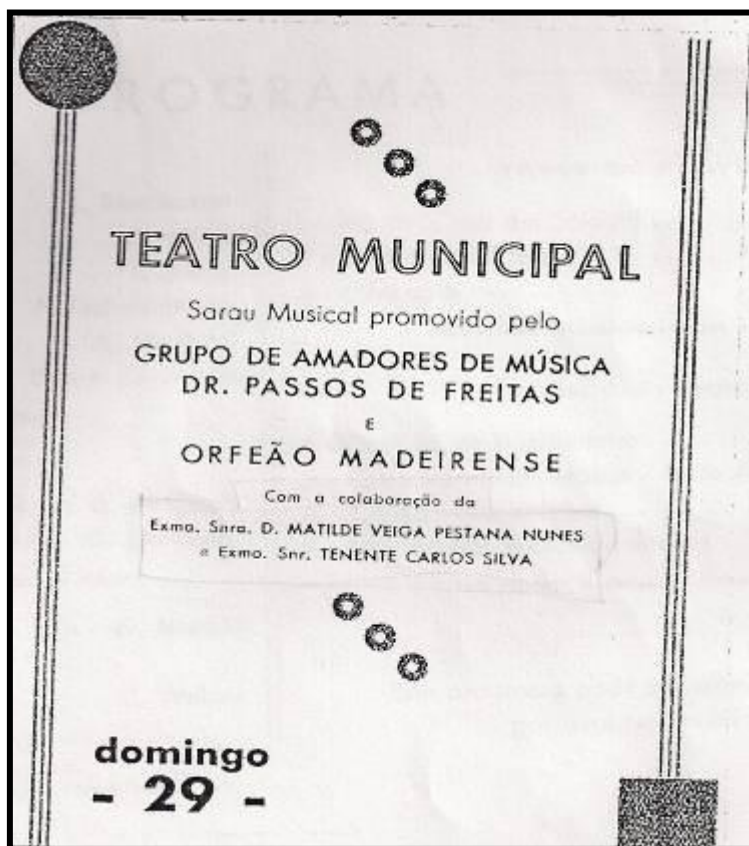 PROGRAMA
TEATRO MUNICIPAL
Sarau Musical promovido pelo
GRUPO DE AMADORES DE MÚSICA
DR. PASSOS DE FREITAS
E
ORFEÃO MADEIRENSE
Com a colaboração da
Exma. Snra. D. MATILDE VEIGA PESTANA NUNES
e Exmo. Snr. TENENTE CARLOS SILVA
domingo
- 29 -